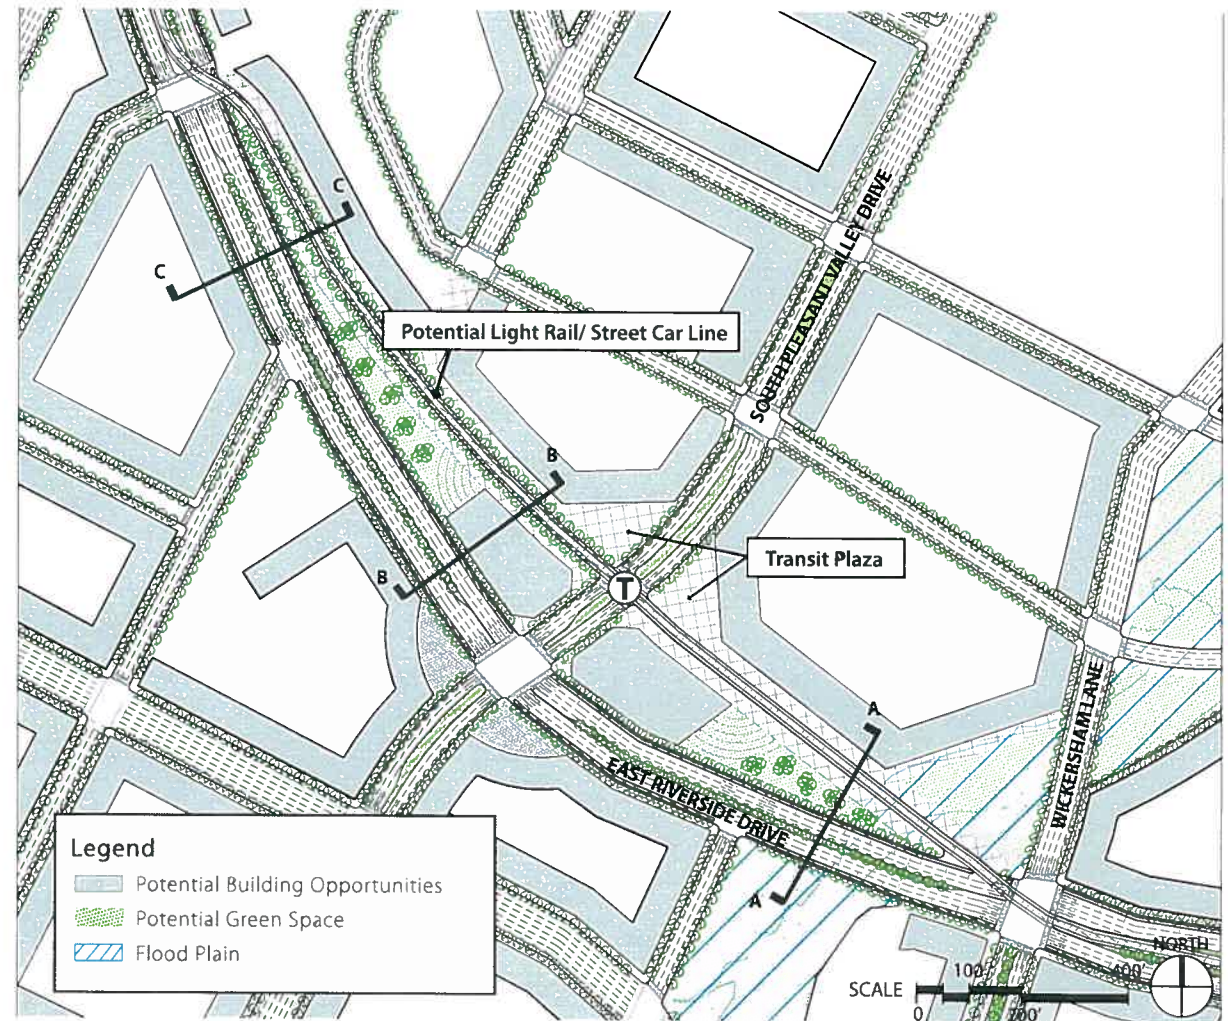 C
C
SOUTH PLEASANT VALLEY DRIVE
Potential Light Rail/ Street Car Line
B
B
Transit Plaza
T
A
A
WICKERSHAM LANE
EAST RIVERSIDE DRIVE
Legend
Potential Building Opportunities
Potential Green Space
Flood Plain
NORTH
SCALE
100'
400'
0
200'